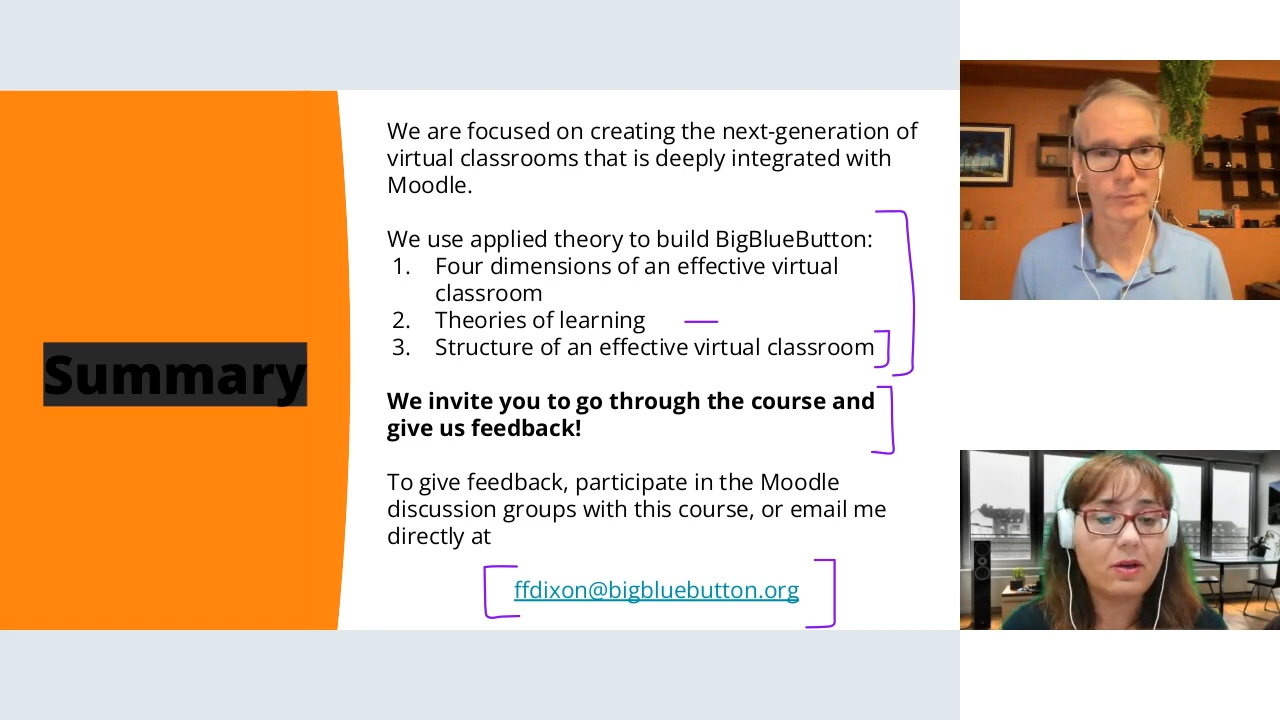 Summary
We are focused on creating the next-generation of
virtual classrooms that is deeply integrated with
Moodle.
We use applied theory to build BigBlueButton:
1. Four dimensions of an effective virtual
classroom
2. Theories of learning
3. Structure of an effective virtual classroom
We invite you to go through the course and
give us feedback!
To give feedback, participate in the Moodle
discussion groups with this course, or email me
directly at
ffdixon@bigbluebutton.org